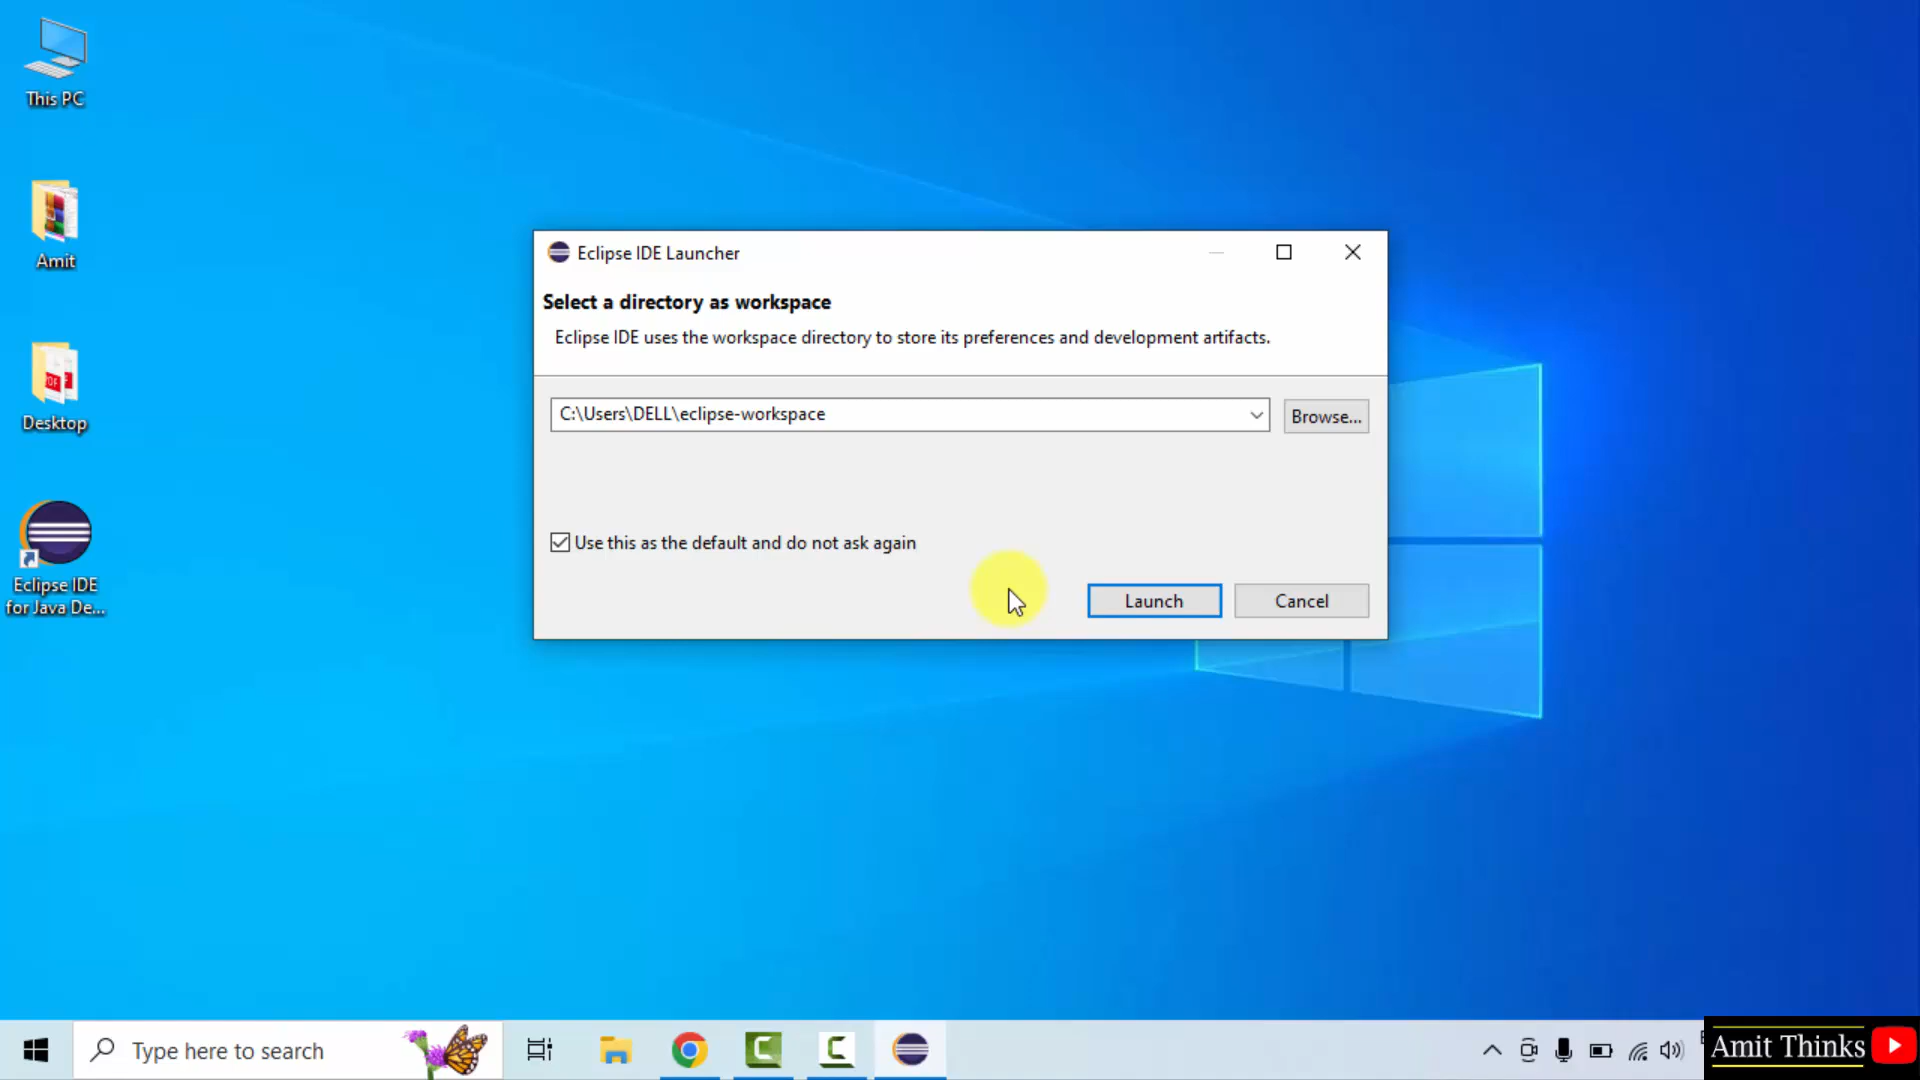 This PC
Amit
Desktop
Eclipse IDE
for Java De...
Eclipse IDE Launcher
Select a directory as workspace
Eclipse IDE uses the workspace directory to store its preferences and development artifacts.
C:\Users\DELL\eclipse-workspace
Browse...
Use this as the default and do not ask again
Launch
Cancel
Type here to search
Amit Thinks